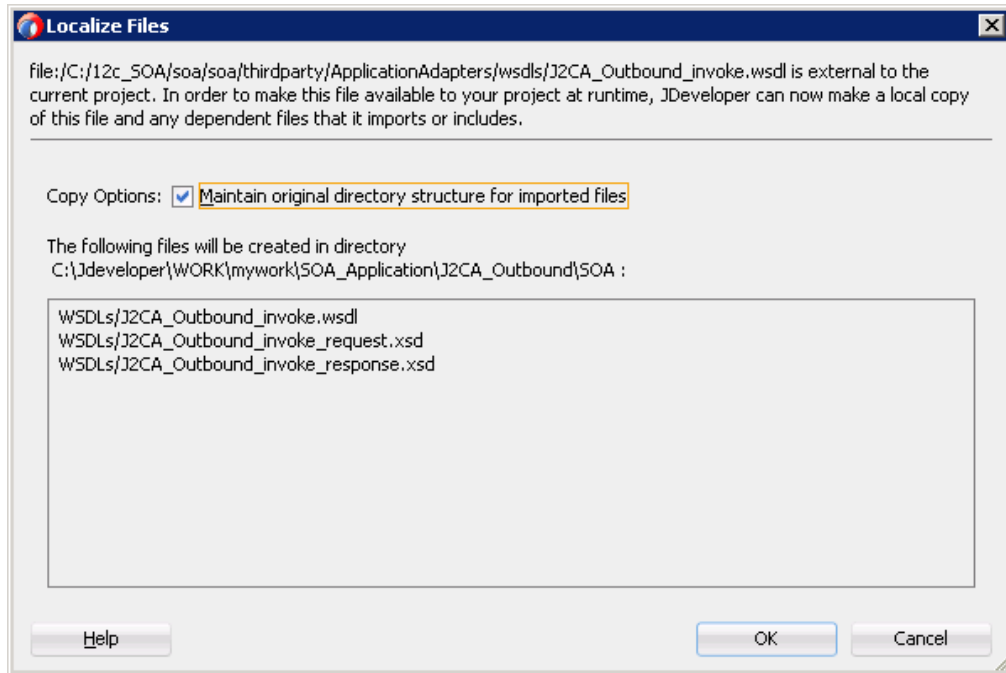 Localize Files
file:/C:/12c_SOA/soa/soa/thirdparty/ApplicationAdapters/wsdls/J2CA_Outbound_invoke.wsdl is external to the
current project. In order to make this file available to your project at runtime, JDeveloper can now make a local copy
of this file and any dependent files that it imports or includes.
Copy Options: Maintain original directory structure for imported files
The following files will be created in directory
C:\Jdeveloper\WORK\mywork\SOA_Application\J2CA_Outbound\SOA :
WSDLs/J2CA_Outbound_invoke.wsdl
WSDLs/J2CA_Outbound_invoke_request.xsd
WSDLs/J2CA_Outbound_invoke_response.xsd
Help OK Cancel